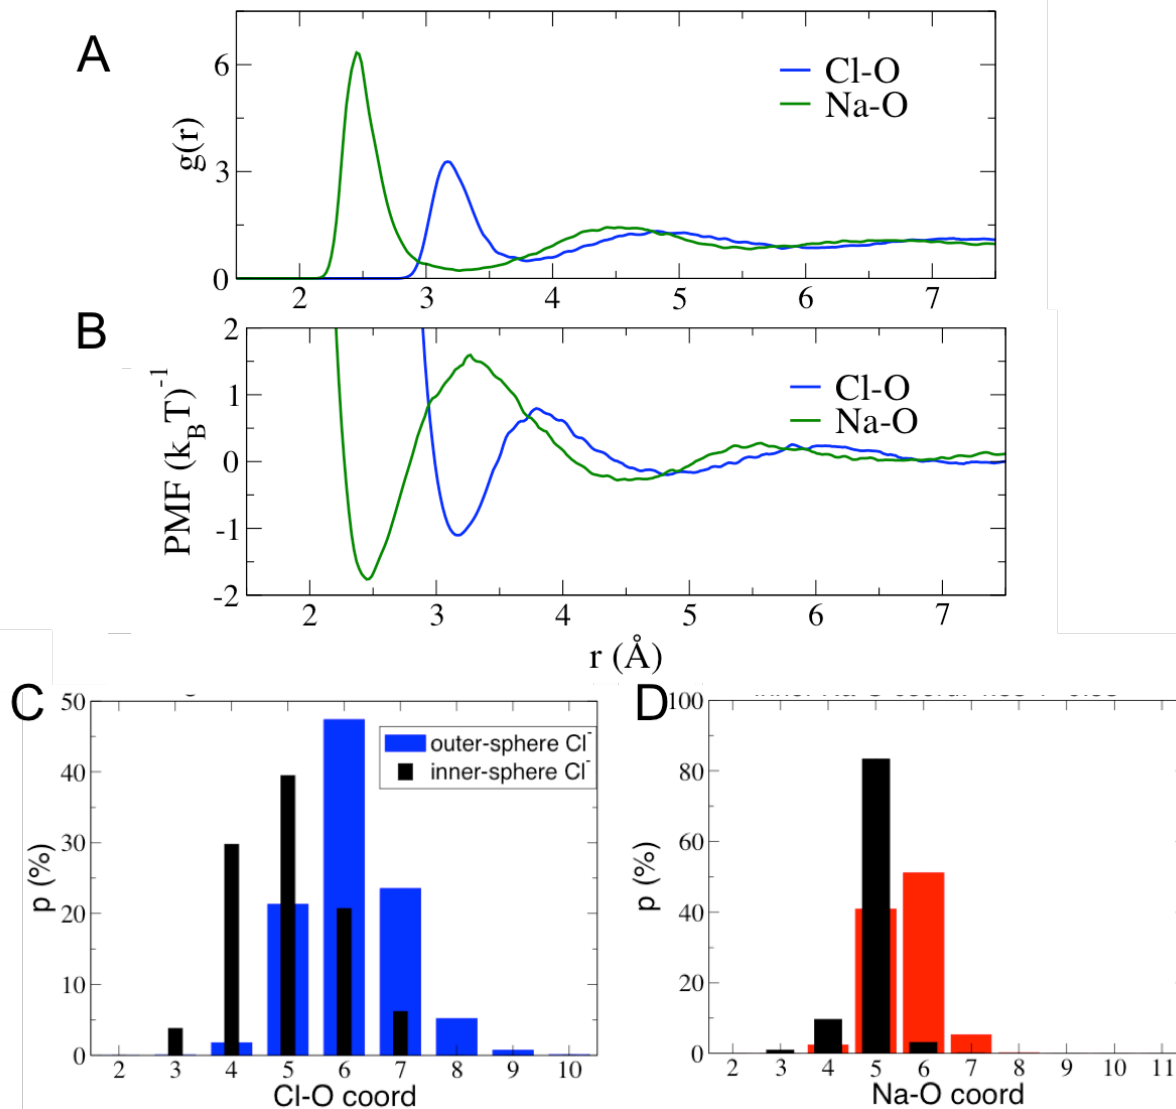 A
6
3
0
g(r)
Cl-O
Na-O
2 3 4 5 6 7
B
2
1
0
-1
-2
PMF (kBT)-1
Cl-O
Na-O
2 3 4 5 6 7
r (Å)
C
50
40
30
20
10
0
p (%)
outer-sphere Cl-
inner-sphere Cl-
2 3 4 5 6 7 8 9 10
Cl-O coord
D
100
80
60
40
20
0
p (%)
2 3 4 5 6 7 8 9 10 11
Na-O coord